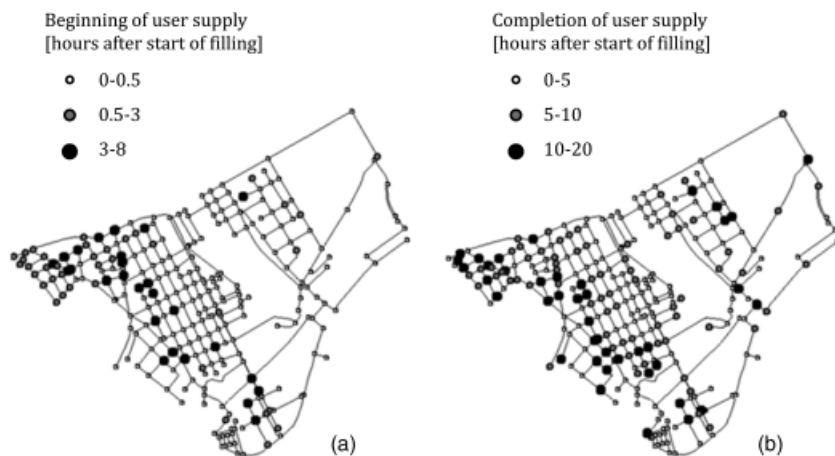 Beginning of user supply
[hours after start of filling]
0-0.5
0.5-3
3-8
(a)
Completion of user supply
[hours after start of filling]
0-5
5-10
10-20
(b)